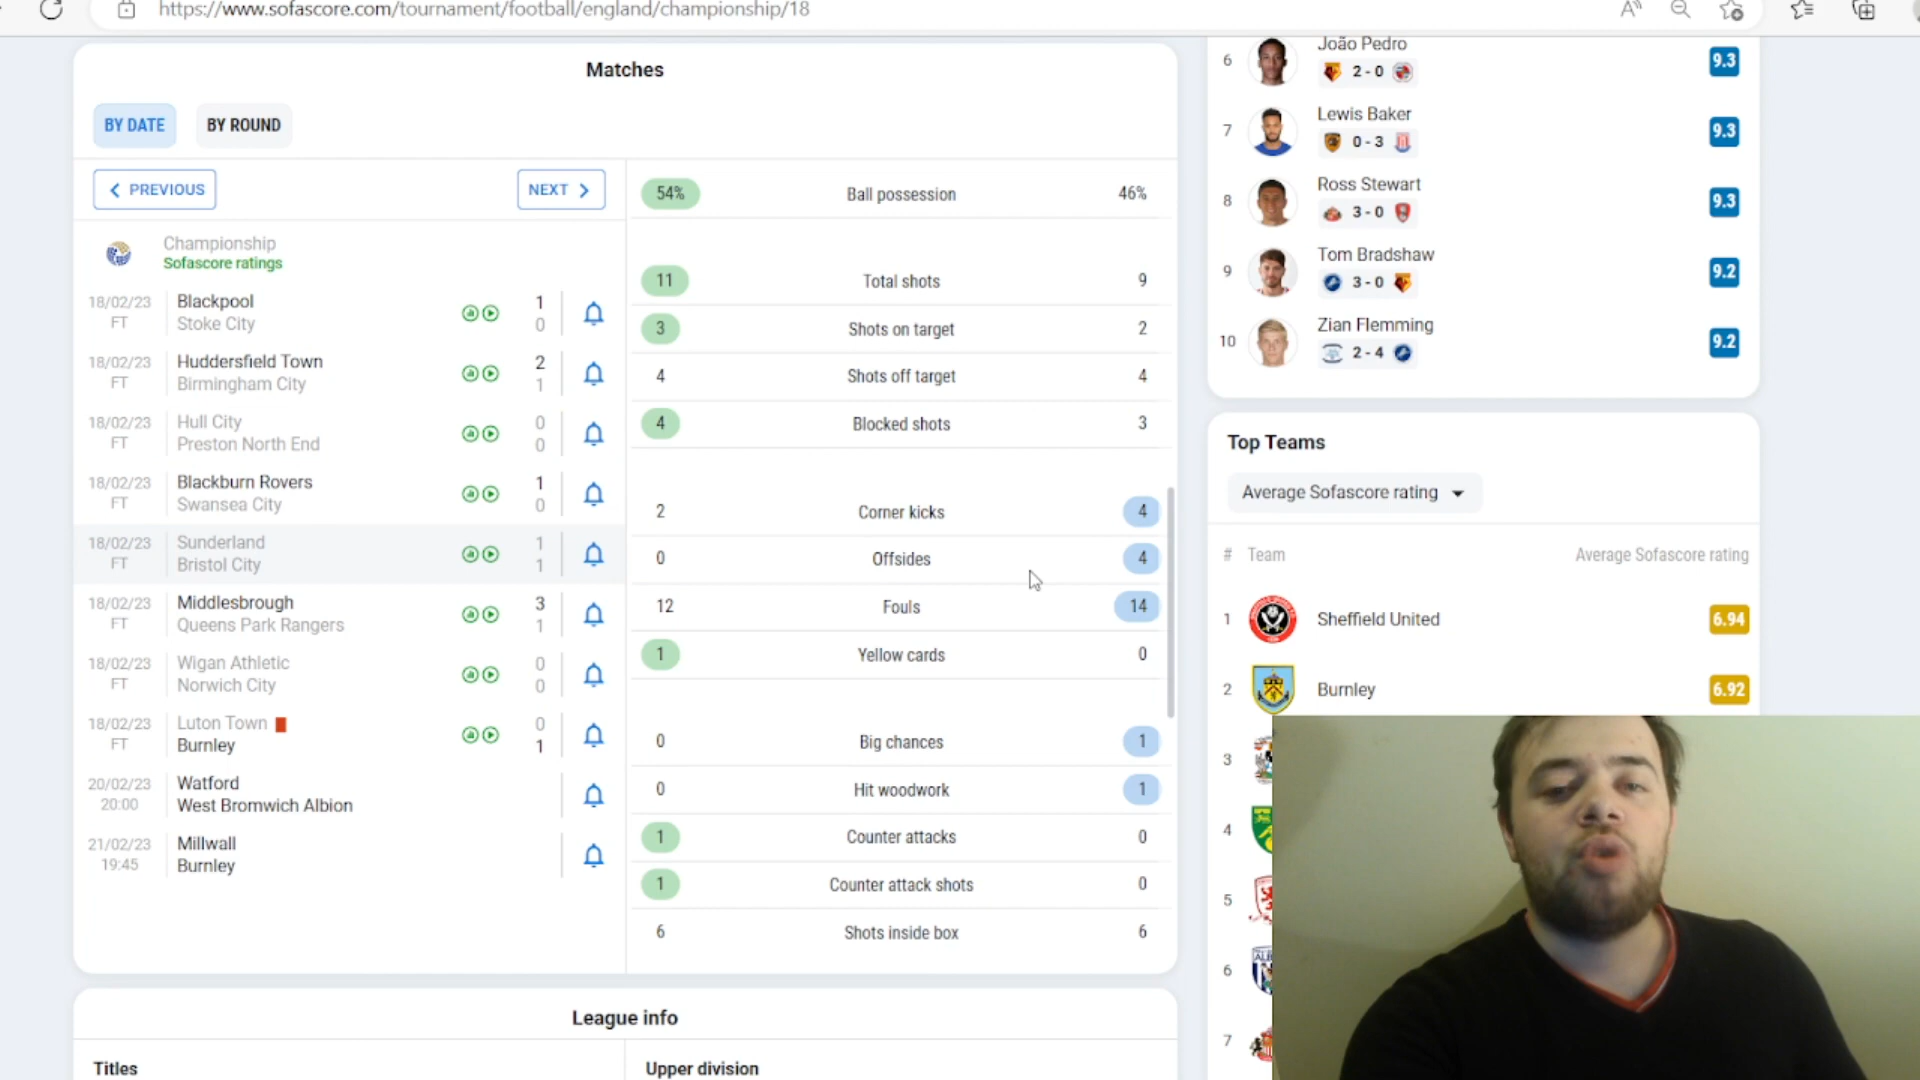 https://www.sofascore.com/tournament/football/england/championship/18
Matches
BY DATE
BY ROUND
PREVIOUS
NEXT
Championship
Sofascore ratings
18/02/23 Blackpool 1
FT Stoke City 0
18/02/23 Huddersfield Town 2
FT Birmingham City 1
18/02/23 Hull City 0
FT Preston North End 0
18/02/23 Blackburn Rovers 1
FT Swansea City 0
18/02/23 Sunderland 1
FT Bristol City 1
18/02/23 Middlesbrough 3
FT Queens Park Rangers 1
18/02/23 Wigan Athletic 0
FT Norwich City 0
18/02/23 Luton Town 0
FT Burnley 1
20/02/23 Watford
20:00 West Bromwich Albion
21/02/23 Millwall
19:45 Burnley
54% Ball possession 46%
11 Total shots 9
3 Shots on target 2
4 Shots off target 4
4 Blocked shots 3
2 Corner kicks 4
0 Offsides 4
12 Fouls 14
1 Yellow cards 0
0 Big chances 1
0 Hit woodwork 1
1 Counter attacks 0
1 Counter attack shots 0
6 Shots inside box 6
League info
Titles
Upper division
6 João Pedro 9.3
2 - 0
7 Lewis Baker 9.3
0 - 3
8 Ross Stewart 9.3
3 - 0
9 Tom Bradshaw 9.2
3 - 0
10 Zian Flemming 9.2
2 - 4
Top Teams
Average Sofascore rating
# Team Average Sofascore rating
1 Sheffield United 6.94
2 Burnley 6.92
3
4
5
6
7